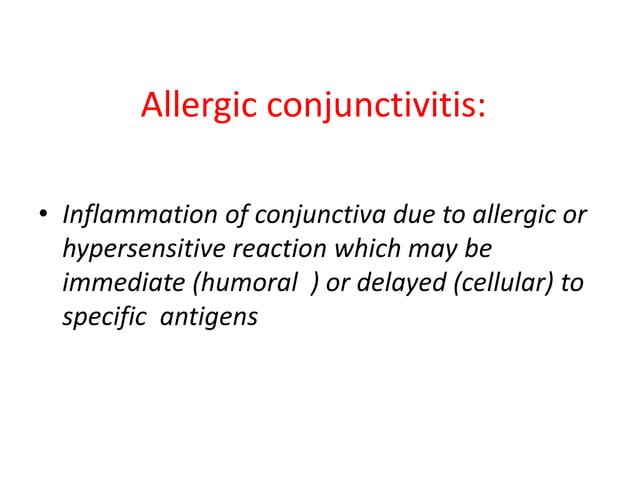 Allergic conjunctivitis:
• Inflammation of conjunctiva due to allergic or
hypersensitive reaction which may be
immediate (humoral  ) or delayed (cellular) to
specific  antigens